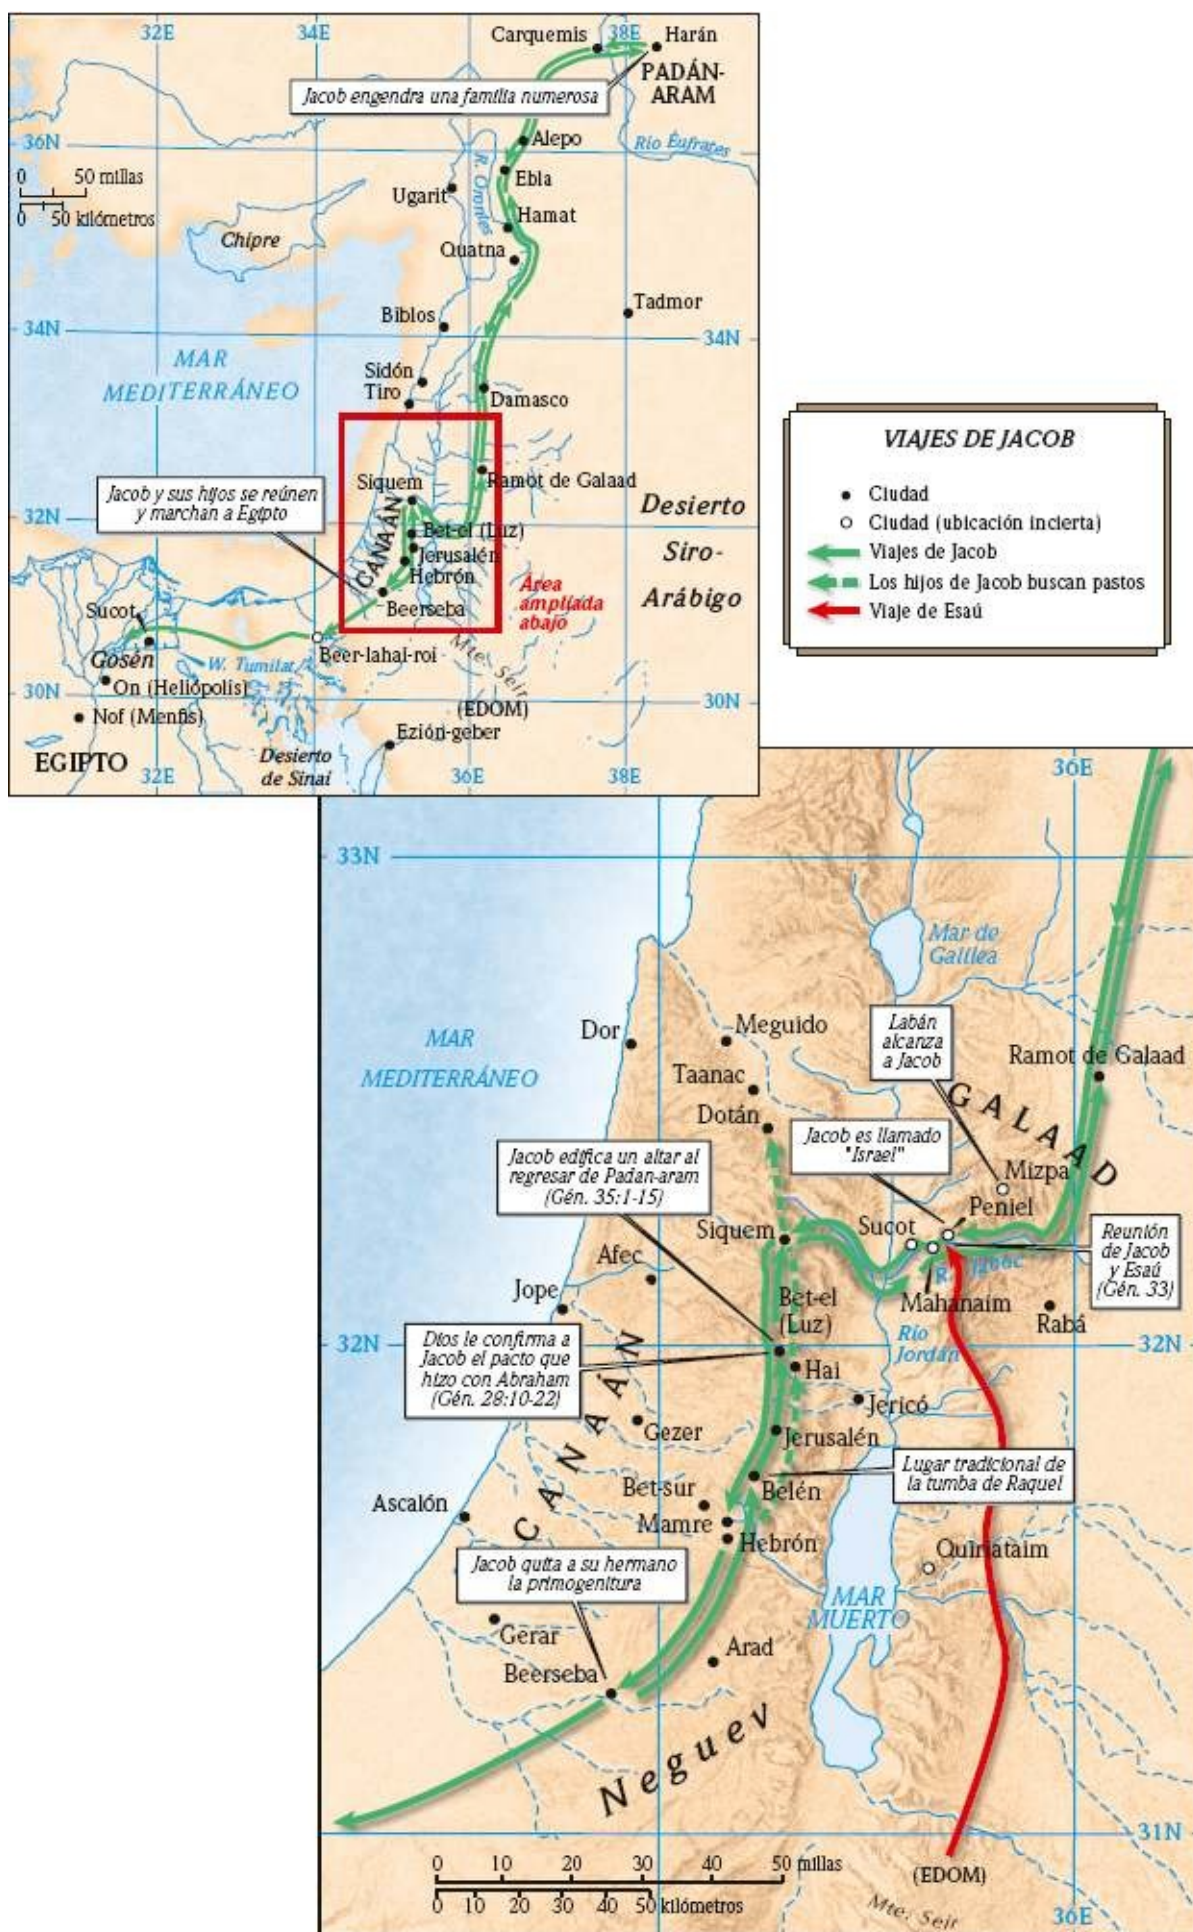 32E
34E
38E
Carquemis
Harán
PADÁN-
ARAM
Jacob engendra una familia numerosa
36N
Alepo
Río Éufrates
0 50 millas
0 50 kilómetros
R. Orontes
Ebla
Ugarit
Hamat
Chipre
Quatna
Tadmor
Biblos
34N
34N
MAR
MEDITERRÁNEO
Sidón
Tiro
Damasco
Siquem
Ramot de Galaad
Jacob y sus hijos se reúnen
y marchan a Egipto
Desierto
Siro-
Arábigo
32N
CANAÁN
Bet-el (Luz)
Jerusalén
Hebrón
Beerseba
Área
ampliada
abajo
Sucot
Gosén
W. Tumilat
Beer-lahai-roi
Mte. Seir
On (Heliópolis)
30N
30N
(EDOM)
Nof (Menfis)
Ezión-geber
EGIPTO
Desierto
de Sinaí
32E
36E
38E
VIAJES DE JACOB
Ciudad
Ciudad (ubicación incierta)
Viajes de Jacob
Los hijos de Jacob buscan pastos
Viaje de Esaú
36E
33N
Mar de
Galilea
Dor
Meguido
Labán
alcanza
a Jacob
MAR
MEDITERRÁNEO
Ramot de Galaad
Taanac
GALAAD
Dotán
Jacob es llamado
"Israel"
Jacob edifica un altar al
regresar de Padan-aram
(Gén. 35:1-15)
Mizpa
Peniel
Siquem
Sucot
Reunión
de Jacob
y Esaú
(Gén. 33)
Afec
R. Jaboc
Jope
Bet-el
(Luz)
Mahanaim
Rabá
Río
Jordán
Dios le confirma a
Jacob el pacto que
hizo con Abraham
(Gén. 28:10-22)
32N
32N
Hai
Jericó
CANAÁN
Gezer
Jerusalén
Lugar tradicional de
la tumba de Raquel
Bet-sur
Belén
Ascalón
Mamre
Hebrón
Quiriataim
Jacob quita a su hermano
la primogenitura
MAR
MUERTO
Gerar
Arad
Beerseba
Neguev
31N
0 10 20 30 40 50 millas
0 10 20 30 40 50 kilómetros
(EDOM)
Mte. Seir
36E